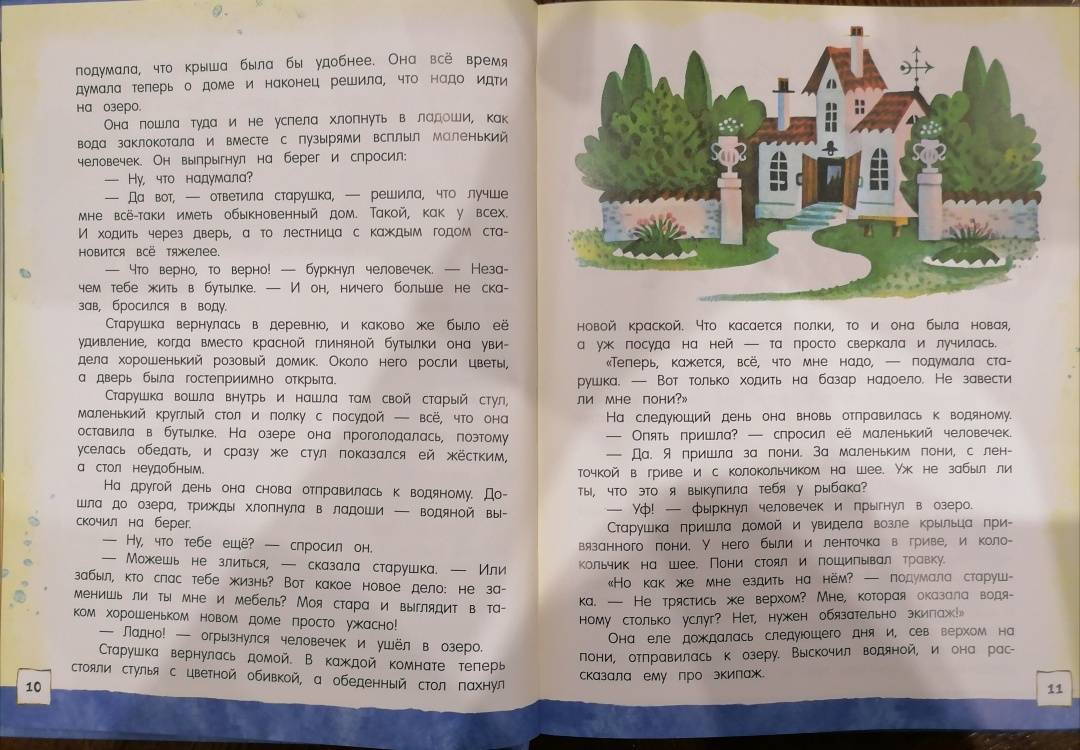 подумала, что крыша была бы удобнее. Она всё время
думала теперь о доме и наконец решила, что надо идти
на озеро.
Она пошла туда и не успела хлопнуть в ладоши, как
вода заклокотала и вместе с пузырями всплыл маленький
человечек. Он выпрыгнул на берег и спросил:
— Ну, что надумала?
— Да вот, — ответила старушка, — решила, что лучше
мне всё-таки иметь обыкновенный дом. Такой, как у всех.
И ходить через дверь, а то лестница с каждым годом ста-
новится всё тяжелее.
— Что верно, то верно! — буркнул человечек. — Неза-
чем тебе жить в бутылке. — И он, ничего больше не ска-
зав, бросился в воду.
Старушка вернулась в деревню, и каково же было её
удивление, когда вместо красной глиняной бутылки она уви-
дела хорошенький розовый домик. Около него росли цветы,
а дверь была гостеприимно открыта.
Старушка вошла внутрь и нашла там свой старый стул,
маленький круглый стол и полку с посудой — всё, что она
оставила в бутылке. На озере она проголодалась, поэтому
уселась обедать, и сразу же стул показался ей жёстким,
а стол неудобным.
На другой день она снова отправилась к водяному. До-
шла до озера, трижды хлопнула в ладоши — водяной вы-
скочил на берег.
— Ну, что тебе ещё? — спросил он.
— Можешь не злиться, — сказала старушка. — Или
забыл, кто спас тебе жизнь? Вот какое новое дело: не за-
менишь ли ты мне и мебель? Моя стара и выглядит в та-
ком хорошеньком новом доме просто ужасно!
— Ладно! — огрызнулся человечек и ушёл в озеро.
Старушка вернулась домой. В каждой комнате теперь
стояли стулья с цветной обивкой, а обеденный стол пахнул
10
новой краской. Что касается полки, то и она была новая,
а уж посуда на ней — та просто сверкала и лучилась.
«Теперь, кажется, всё, что мне надо, — подумала ста-
рушка. — Вот только ходить на базар надоело. Не завести
ли мне пони?»
На следующий день она вновь отправилась к водяному.
— Опять пришла? — спросил её маленький человечек.
— Да. Я пришла за пони. За маленьким пони, с лен-
точкой в гриве и с колокольчиком на шее. Уж не забыл ли
ты, что это я выкупила тебя у рыбака?
— Уф! — фыркнул человечек и прыгнул в озеро.
Старушка пришла домой и увидела возле крыльца при-
вязанного пони. У него были и ленточка в гриве, и коло-
кольчик на шее. Пони стоял и пощипывал травку.
«Но как же мне ездить на нём? — подумала старуш-
ка. — Не трястись же верхом? Мне, которая оказала водя-
ному столько услуг? Нет, нужен обязательно экипаж!»
Она еле дождалась следующего дня и, сев верхом на
пони, отправилась к озеру. Выскочил водяной, и она рас-
сказала ему про экипаж.
11